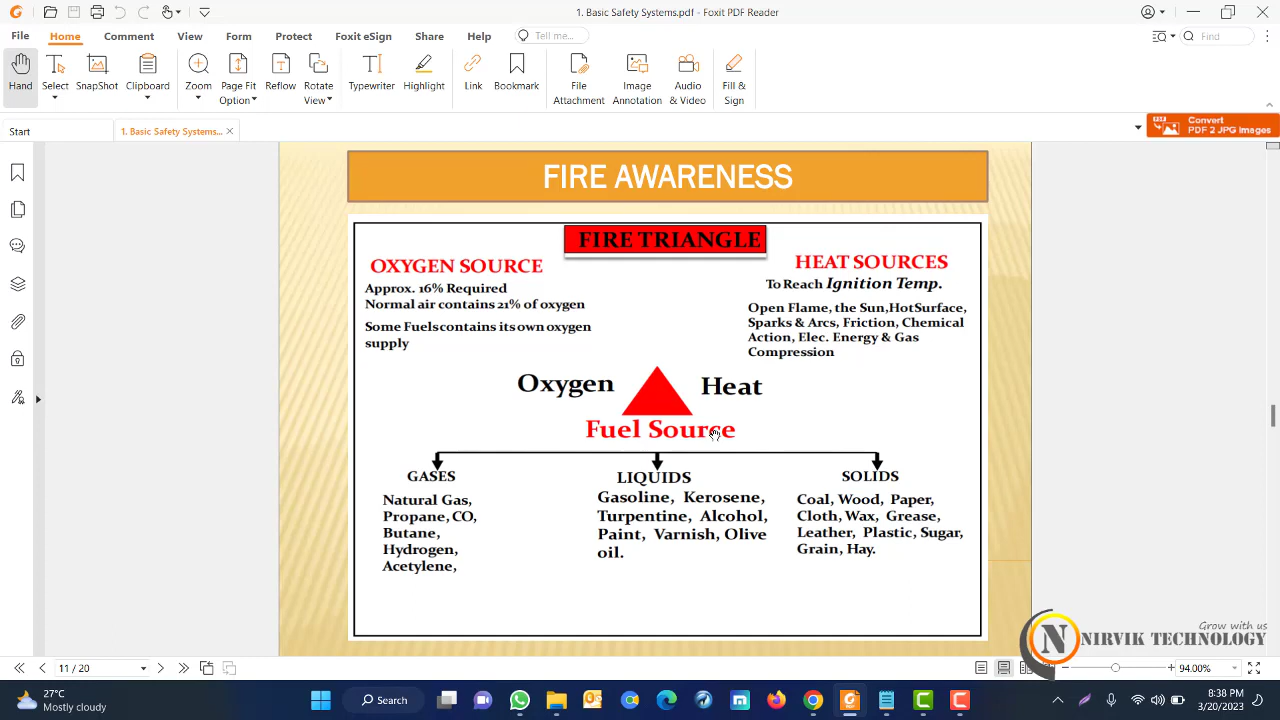 1. Basic Safety Systems.pdf - Foxit PDF Reader
File Home Comment View Form Protect Foxit eSign Share Help Tell me... Find
Hand Select SnapShot Clipboard Zoom Page Fit Option Reflow Rotate View Typewriter Highlight Link Bookmark File Attachment Image Annotation Audio & Video Fill & Sign
Start 1. Basic Safety Systems...
Convert
PDF 2 JPG Images
FIRE AWARENESS
FIRE TRIANGLE
OXYGEN SOURCE
Approx. 16% Required
Normal air contains 21% of oxygen
Some Fuels contains its own oxygen
supply
HEAT SOURCES
To Reach Ignition Temp.
Open Flame, the Sun,HotSurface,
Sparks & Arcs, Friction, Chemical
Action, Elec. Energy & Gas
Compression
Oxygen
Heat
Fuel Source
GASES
Natural Gas,
Propane, CO,
Butane,
Hydrogen,
Acetylene,
LIQUIDS
Gasoline, Kerosene,
Turpentine, Alcohol,
Paint, Varnish, Olive
oil.
SOLIDS
Coal, Wood, Paper,
Cloth, Wax, Grease,
Leather, Plastic, Sugar,
Grain, Hay.
Grow with us
N NIRVIK TECHNOLOGY
11 / 20
94.00%
27°C
Mostly cloudy
Search
8:38 PM
3/20/2023